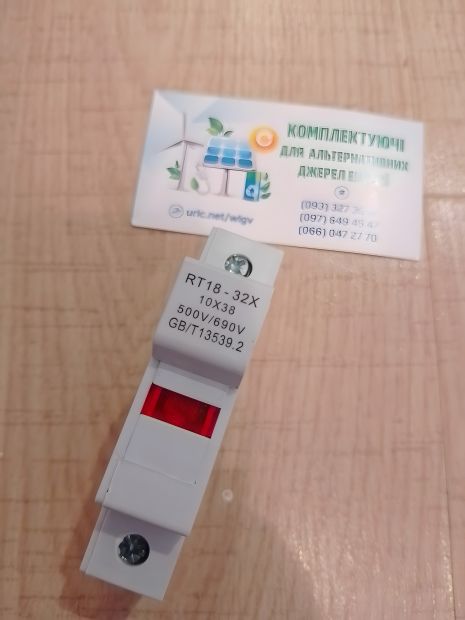 КОМПЛЕКТУЮЧІ
ДЛЯ АЛЬТЕРНАТИВНИХ
ДЖЕРЕЛ
(093) 327
(097) 649
(066) 047 27 70
urlc.net/wlgv
RT18-32X
10X38
500V/690V
GB/T13539.2